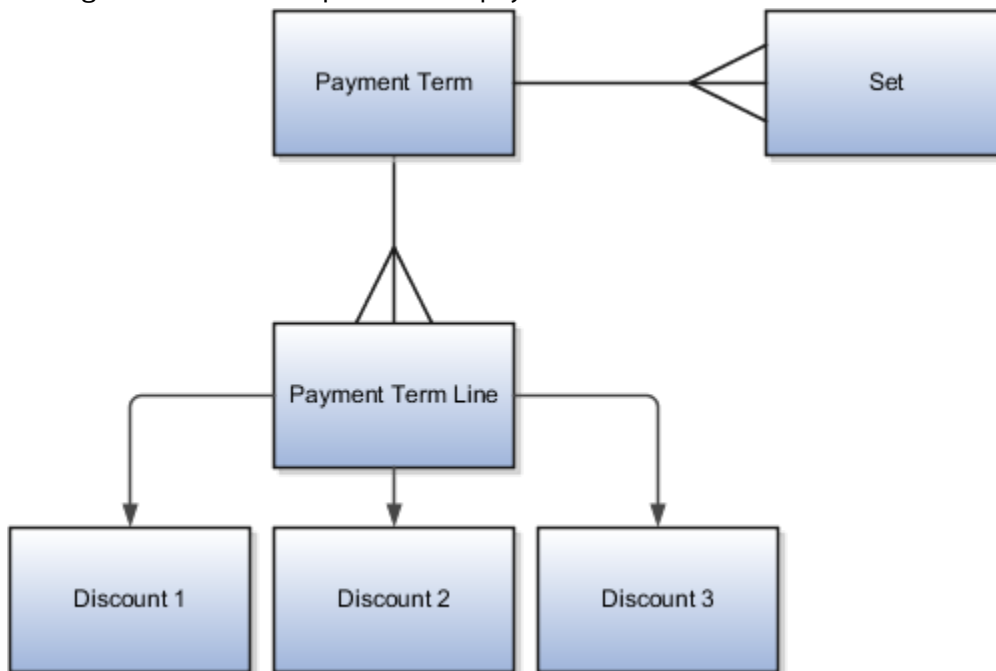 Payment Term
Set
Payment Term Line
Discount 1
Discount 2
Discount 3